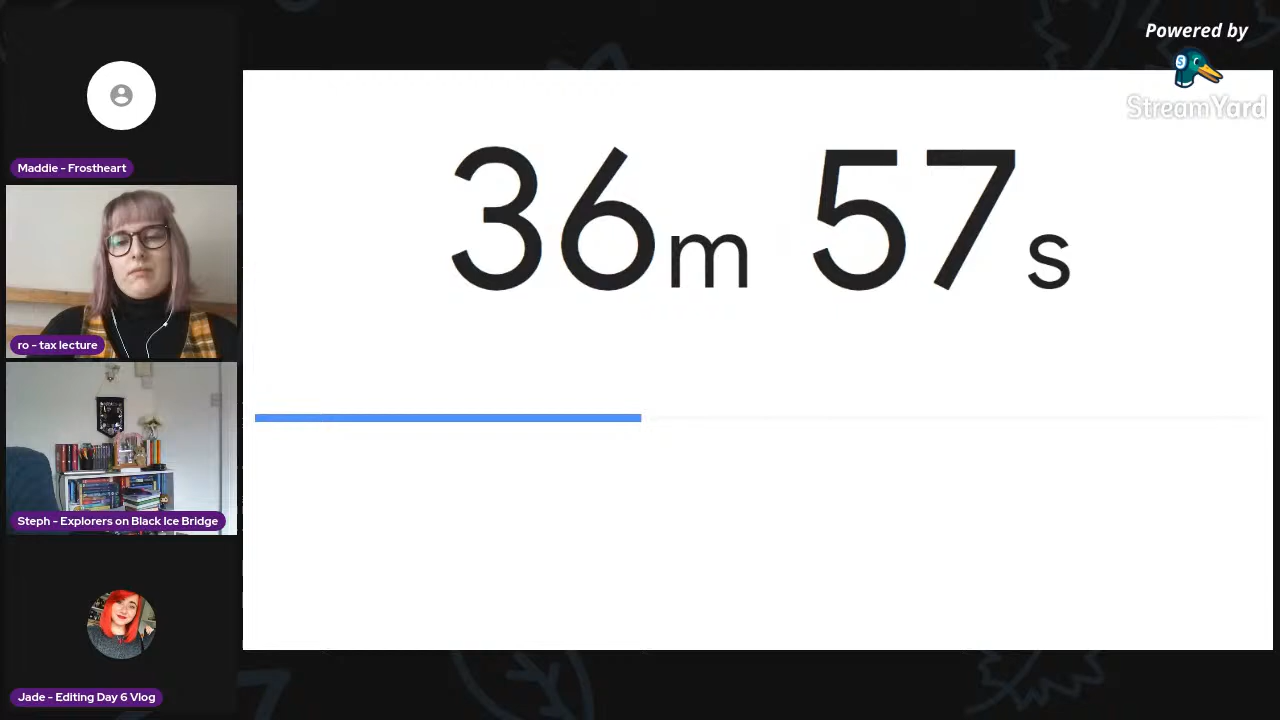 Powered by
StreamYard
Maddie - Frostheart
36m 57s
ro - tax lecture
Steph - Explorers on Black Ice Bridge
Jade - Editing Day 6 Vlog